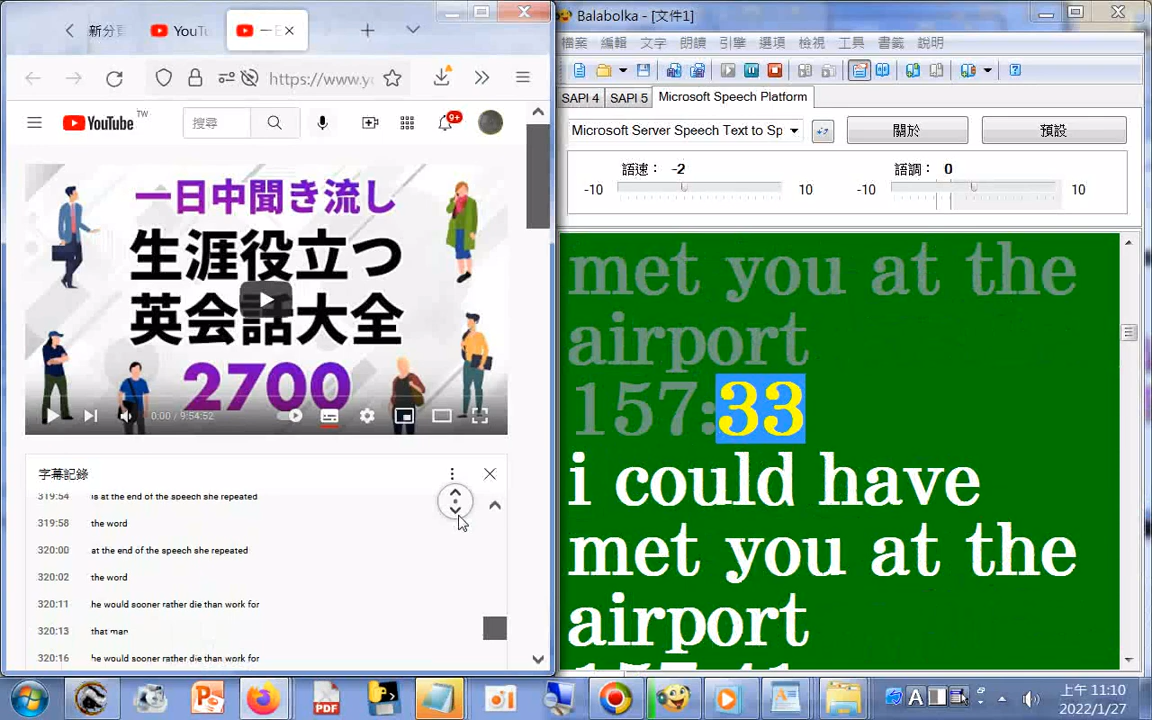 新分
YouTu
一 E
https://www.y
YouTube TW
搜尋
9+
一日中聞き流し
生涯役立つ
英会話大全
2700
0:00 / 9:54:52
字幕記錄
319:54 is at the end of the speech she repeated
319:58 the word
320:00 at the end of the speech she repeated
320:02 the word
320:11 he would sooner rather die than work for
320:13 that man
320:16 he would sooner rather die than work for
Balabolka - [文件1]
檔案 編輯 文字 朗讀 引擎 選項 檢視 工具 書籤 說明
SAPI 4 SAPI 5 Microsoft Speech Platform
Microsoft Server Speech Text to Sp
關於 預設
語速： -2 語調： 0
-10 10 -10 10
met you at the
airport
157:33
i could have
met you at the
airport
157:41
PDF
A
上午 11:10
2022/1/27